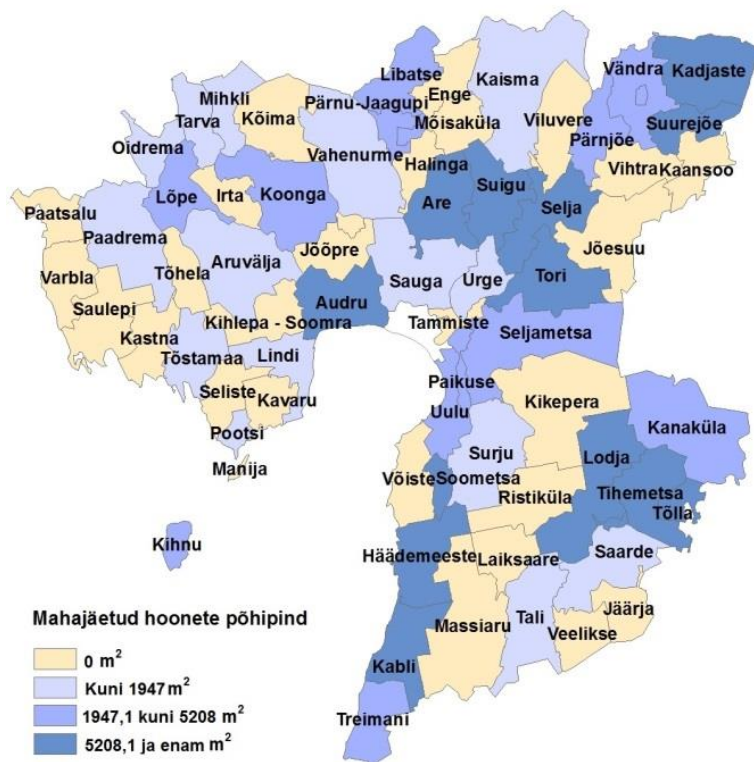 Libatse
Kaisma
Vändra
Kadjaste
Mihkli
Pärnu-Jaagupi
Enge
Tarva
Kõima
Mõisaküla
Viluvere
Pärnjõe
Suurejõe
Oidrema
Vahenurme
Halinga
Vihtra
Kaansoo
Lõpe
Irta
Koonga
Are
Suigu
Selja
Paatsalu
Paadrema
Jõõpre
Jõesuu
Varbla
Tõhela
Aruvälja
Sauga
Urge
Tori
Saulepi
Audru
Kastna
Kihlepa - Soomra
Tammiste
Seljametsa
Tõstamaa
Lindi
Paikuse
Seliste
Kavaru
Uulu
Kikepera
Kanaküla
Pootsi
Surju
Lodja
Manija
Võiste
Soometsa
Ristiküla
Tihemetsa
Tõlla
Kihnu
Häädemeeste
Laiksaare
Saarde
Massiaru
Tali
Jäärja
Veelikse
Kabli
Treimani
Mahajäetud hoonete põhipind
0 m²
Kuni 1947 m²
1947,1 kuni 5208 m²
5208,1 ja enam m²